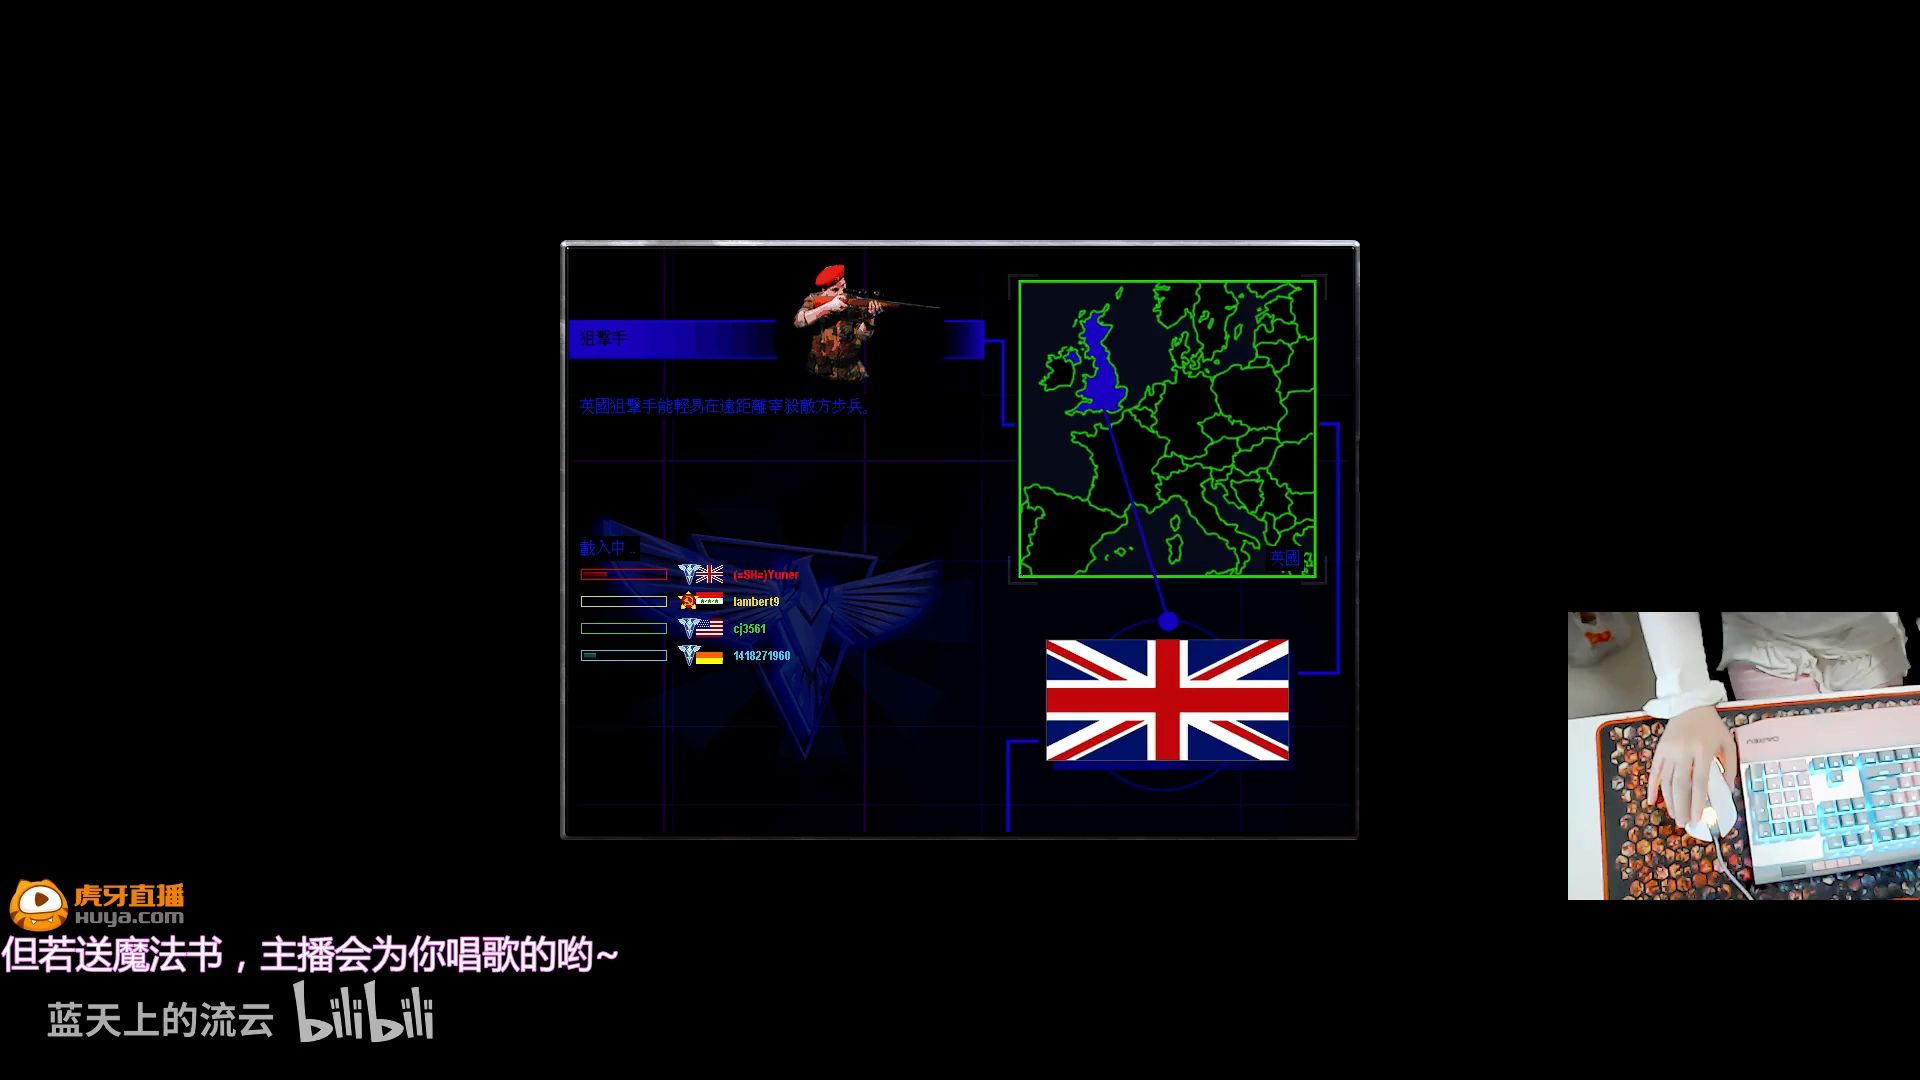 狙擊手
英國狙擊手能輕易在遠距離宰殺敵方步兵。
載入中 ..
(=SH=)Yuner
lambert9
cj3561
1418271960
英國
DAREU
虎牙直播
HUYA.com
但若送魔法书，主播会为你唱歌的哟~
蓝天上的流云 bilibili